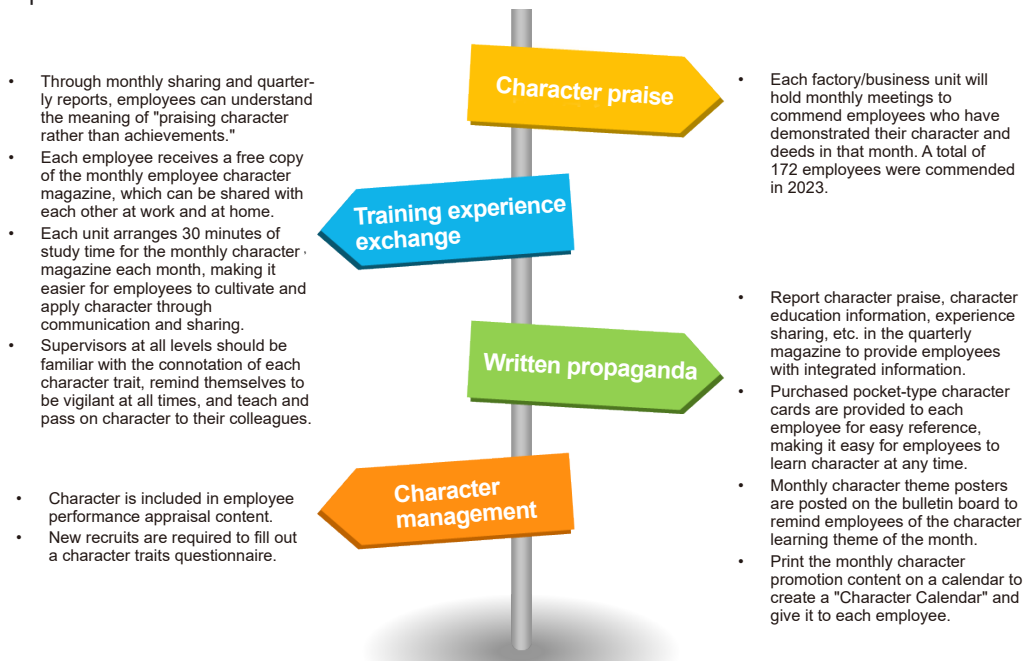 Character praise
• Each factory/business unit will
hold monthly meetings to
commend employees who have
demonstrated their character and
deeds in that month. A total of
172 employees were commended
in 2023.
• Through monthly sharing and quarter-
ly reports, employees can understand
the meaning of "praising character
rather than achievements."
• Each employee receives a free copy
of the monthly employee character
magazine, which can be shared with
each other at work and at home.
• Each unit arranges 30 minutes of
study time for the monthly character
magazine each month, making it
easier for employees to cultivate and
apply character through
communication and sharing.
• Supervisors at all levels should be
familiar with the connotation of each
character trait, remind themselves to
be vigilant at all times, and teach and
pass on character to their colleagues.
Training experience
exchange
Written propaganda
• Report character praise, character
education information, experience
sharing, etc. in the quarterly
magazine to provide employees
with integrated information.
• Purchased pocket-type character
cards are provided to each
employee for easy reference,
making it easy for employees to
learn character at any time.
• Monthly character theme posters
are posted on the bulletin board to
remind employees of the character
learning theme of the month.
• Print the monthly character
promotion content on a calendar to
create a "Character Calendar" and
give it to each employee.
• Character is included in employee
performance appraisal content.
• New recruits are required to fill out
a character traits questionnaire.
Character
management